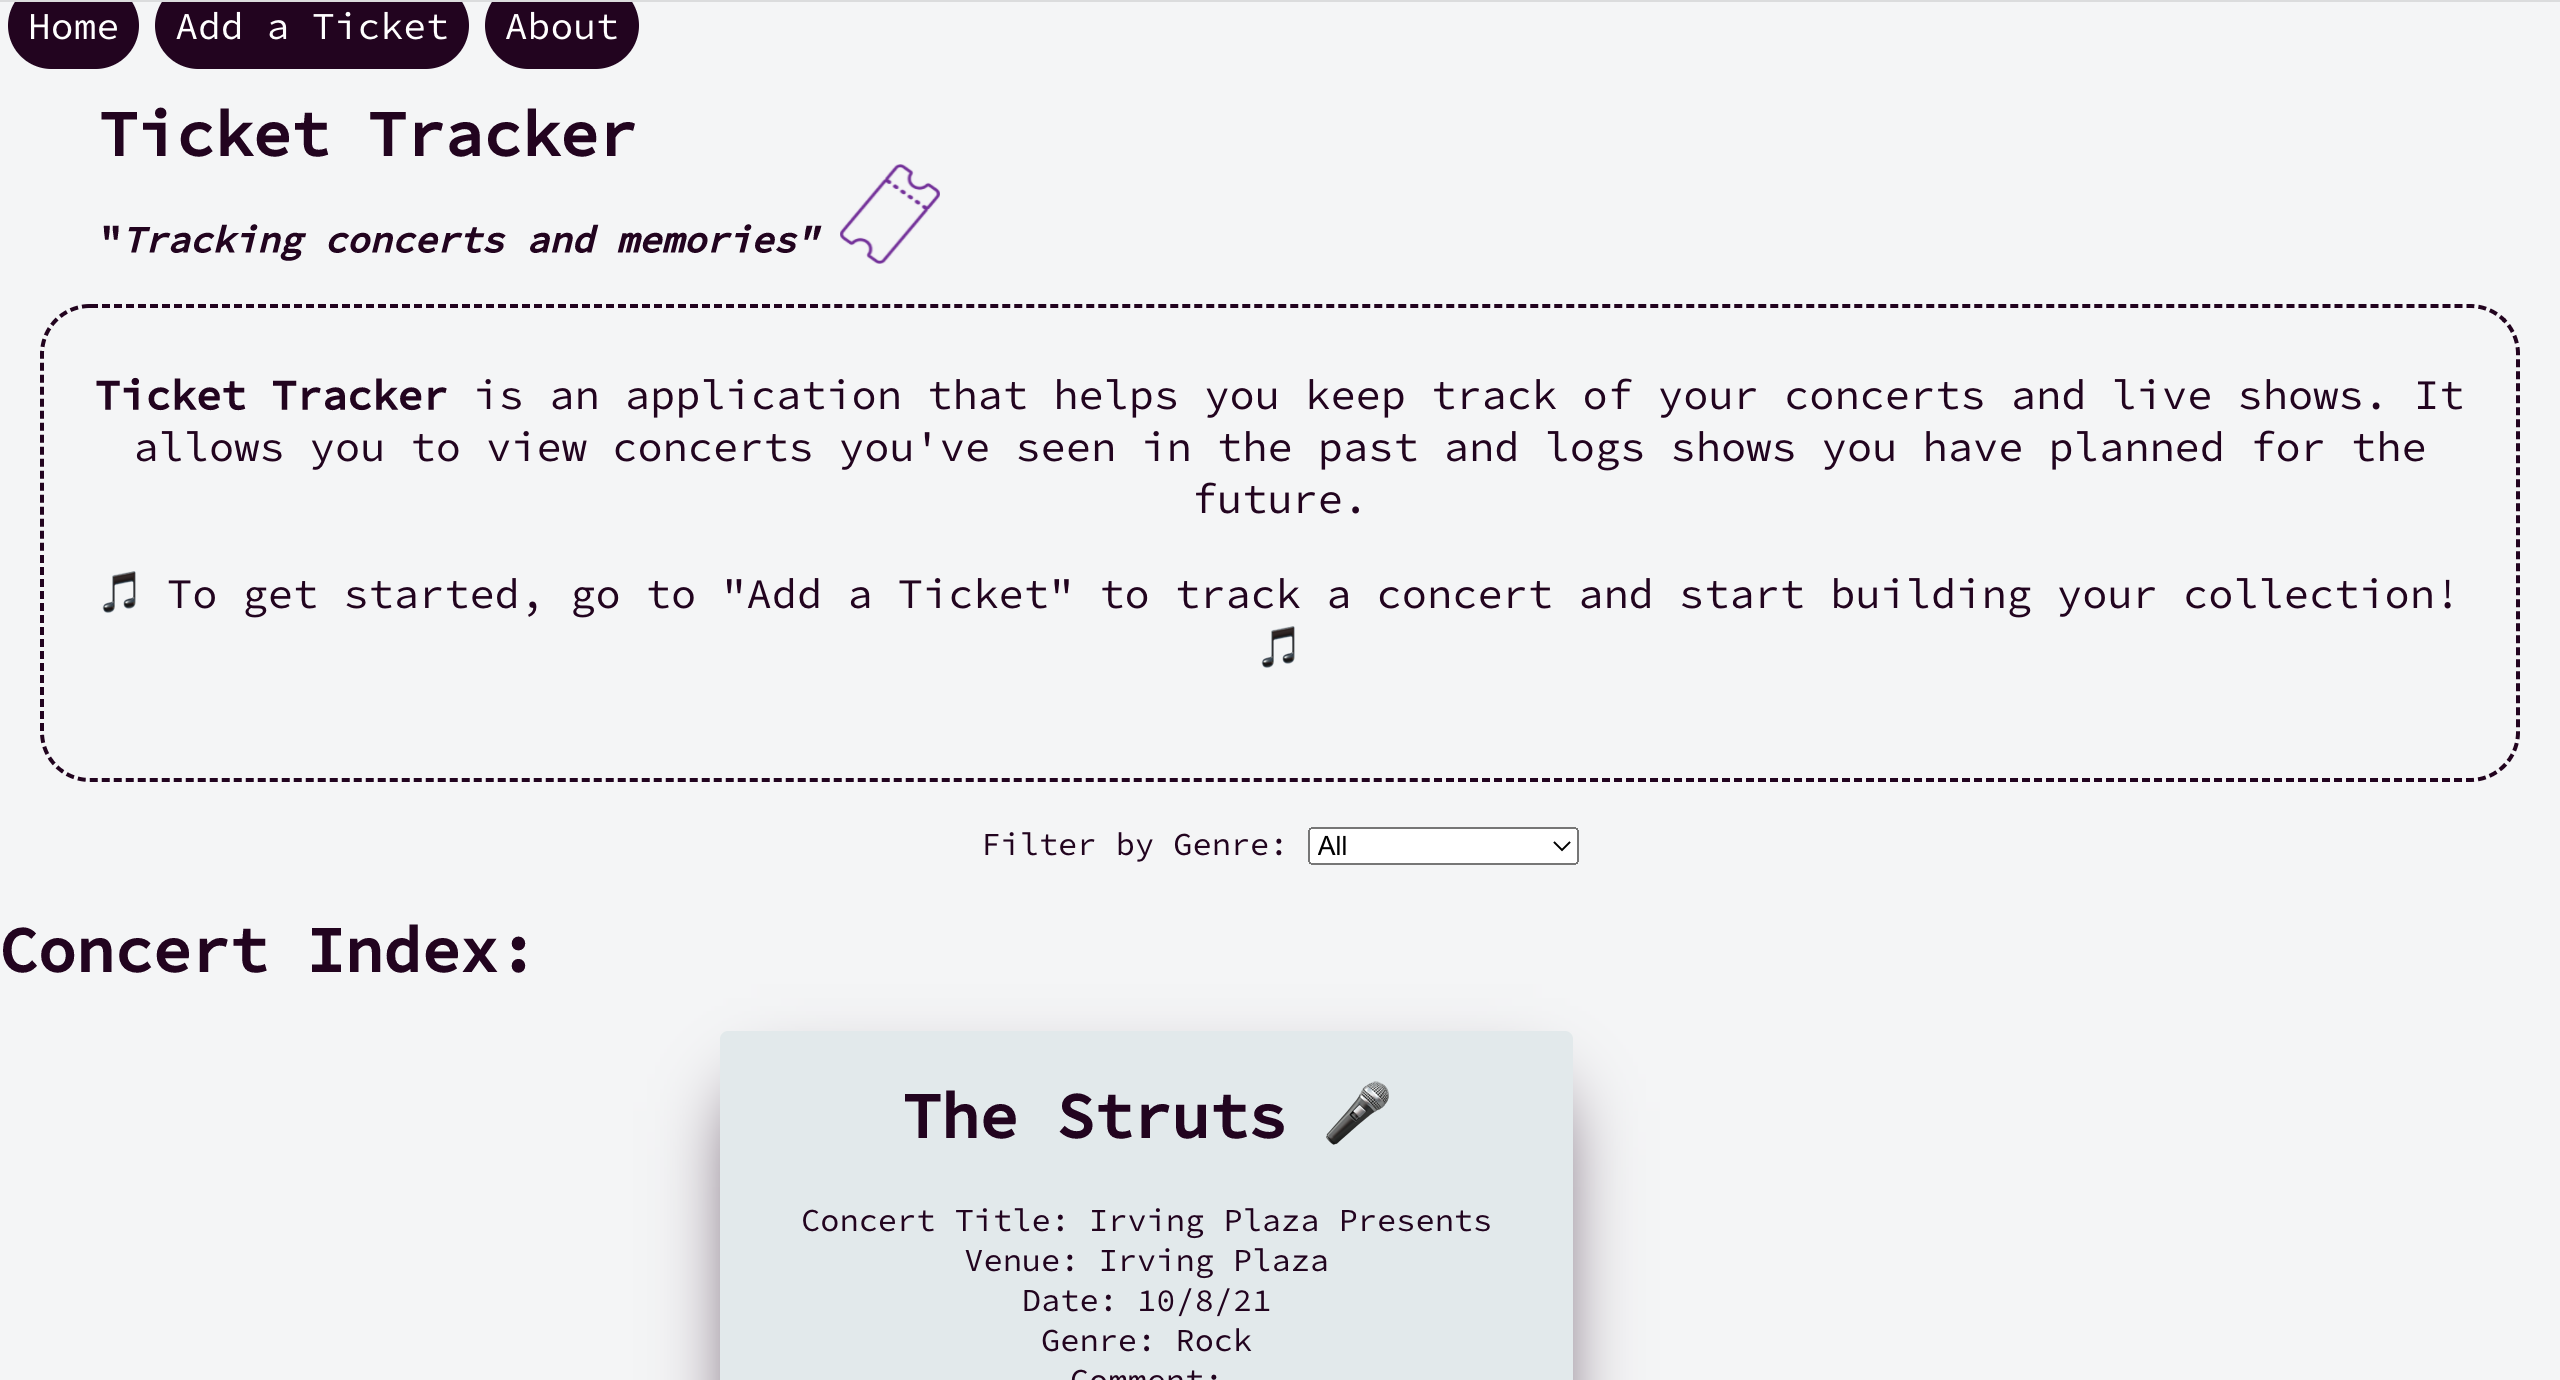 Home Add a Ticket About
Ticket Tracker
"Tracking concerts and memories"
Ticket Tracker is an application that helps you keep track of your concerts and live shows. It
allows you to view concerts you've seen in the past and logs shows you have planned for the
future.
🎵 To get started, go to "Add a Ticket" to track a concert and start building your collection!
🎵
Filter by Genre: All
Concert Index:
The Struts 🎤
Concert Title: Irving Plaza Presents
Venue: Irving Plaza
Date: 10/8/21
Genre: Rock
Comment: